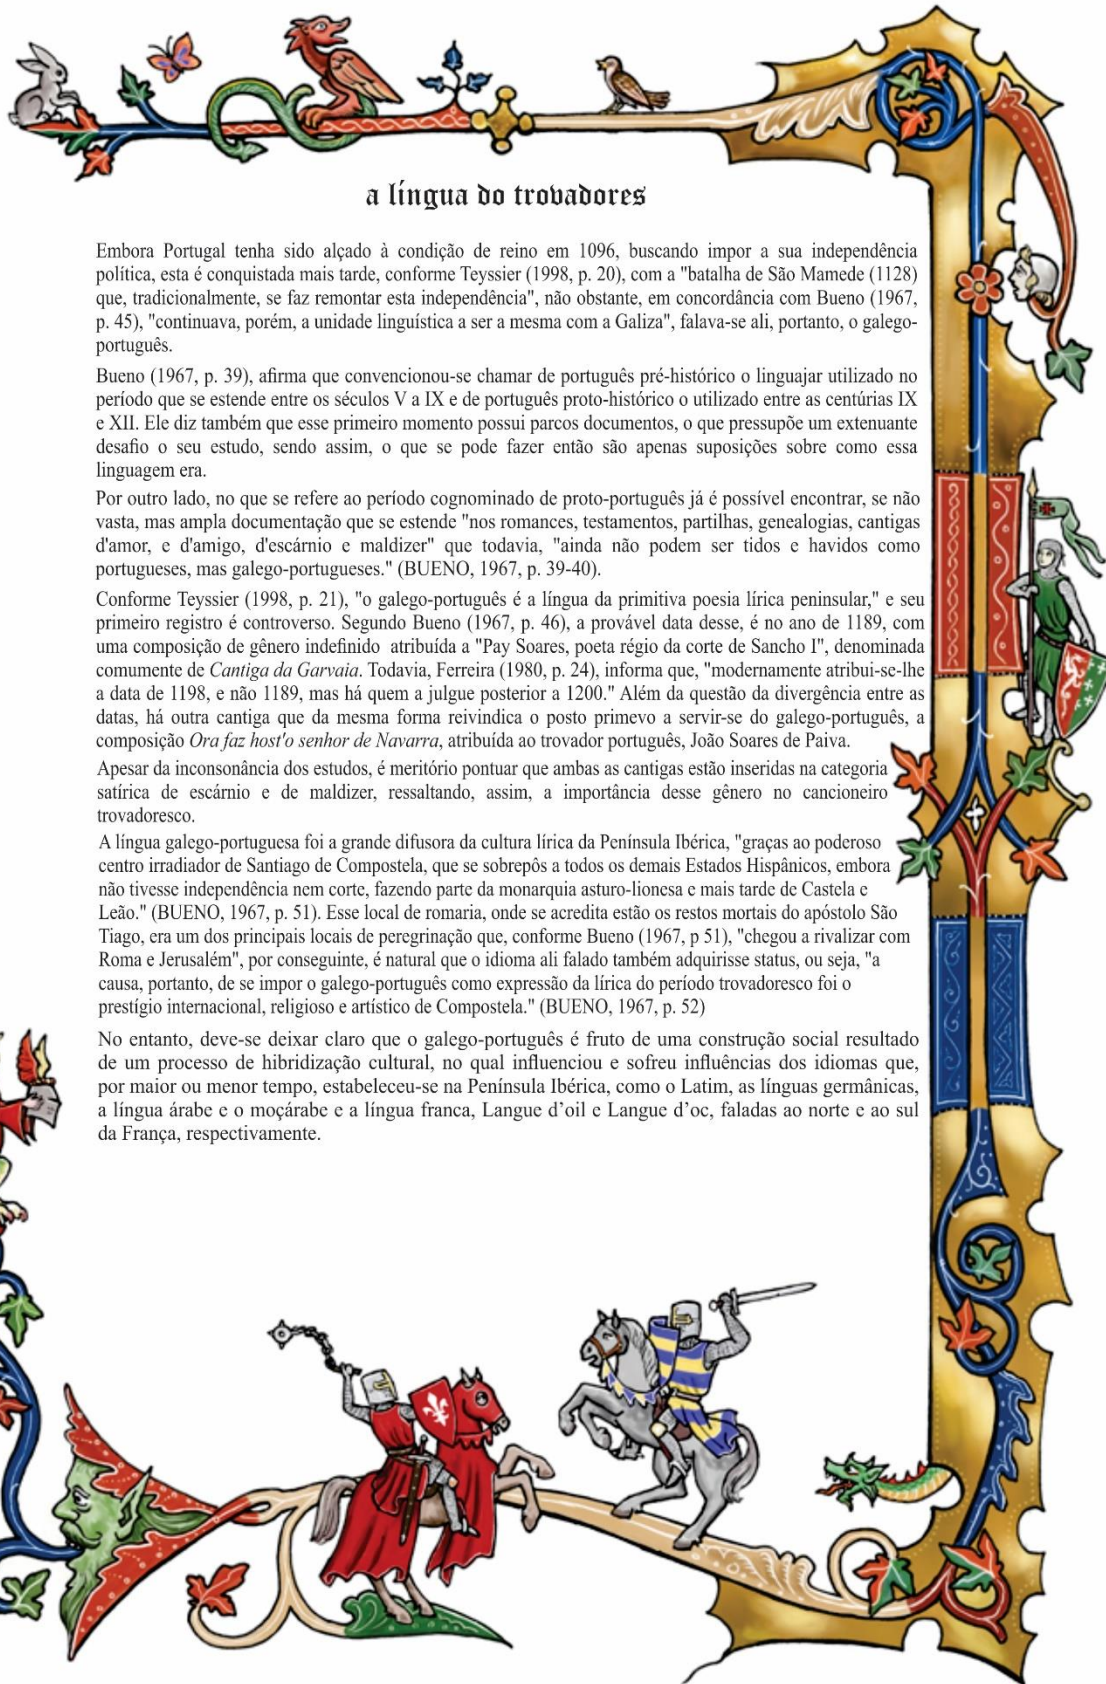 a língua do trovadores
Embora Portugal tenha sido alçado à condição de reino em 1096, buscando impor a sua independência
política, esta é conquistada mais tarde, conforme Teyssier (1998, p. 20), com a "batalha de São Mamede (1128)
que, tradicionalmente, se faz remontar esta independência", não obstante, em concordância com Bueno (1967,
p. 45), "continuava, porém, a unidade linguística a ser a mesma com a Galiza", falava-se ali, portanto, o galego-
português.
Bueno (1967, p. 39), afirma que convencionou-se chamar de português pré-histórico o linguajar utilizado no
período que se estende entre os séculos V a IX e de português proto-histórico o utilizado entre as centúrias IX
e XII. Ele diz também que esse primeiro momento possui parcos documentos, o que pressupõe um extenuante
desafio o seu estudo, sendo assim, o que se pode fazer então são apenas suposições sobre como essa
linguagem era.
Por outro lado, no que se refere ao período cognominado de proto-português já é possível encontrar, se não
vasta, mas ampla documentação que se estende "nos romances, testamentos, partilhas, genealogias, cantigas
d'amor, e d'amigo, d'escárnio e maldizer" que todavia, "ainda não podem ser tidos e havidos como
portugueses, mas galego-portugueses." (BUENO, 1967, p. 39-40).
Conforme Teyssier (1998, p. 21), "o galego-português é a língua da primitiva poesia lírica peninsular," e seu
primeiro registro é controverso. Segundo Bueno (1967, p. 46), a provável data desse, é no ano de 1189, com
uma composição de gênero indefinido atribuída a "Pay Soares, poeta régio da corte de Sancho I", denominada
comumente de Cantiga da Garvaia. Todavia, Ferreira (1980, p. 24), informa que, "modernamente atribui-se-lhe
a data de 1198, e não 1189, mas há quem a julgue posterior a 1200." Além da questão da divergência entre as
datas, há outra cantiga que da mesma forma reivindica o posto primevo a servir-se do galego-português, a
composição Ora faz host'o senhor de Navarra, atribuída ao trovador português, João Soares de Paiva.
Apesar da inconsonância dos estudos, é meritório pontuar que ambas as cantigas estão inseridas na categoria
satírica de escárnio e de maldizer, ressaltando, assim, a importância desse gênero no cancioneiro
trovadoresco.
A língua galego-portuguesa foi a grande difusora da cultura lírica da Península Ibérica, "graças ao poderoso
centro irradiador de Santiago de Compostela, que se sobrepôs a todos os demais Estados Hispânicos, embora
não tivesse independência nem corte, fazendo parte da monarquia asturo-lionesa e mais tarde de Castela e
Leão." (BUENO, 1967, p. 51). Esse local de romaria, onde se acredita estão os restos mortais do apóstolo São
Tiago, era um dos principais locais de peregrinação que, conforme Bueno (1967, p 51), "chegou a rivalizar com
Roma e Jerusalém", por conseguinte, é natural que o idioma ali falado também adquirisse status, ou seja, "a
causa, portanto, de se impor o galego-português como expressão da lírica do período trovadoresco foi o
prestígio internacional, religioso e artístico de Compostela." (BUENO, 1967, p. 52)
No entanto, deve-se deixar claro que o galego-português é fruto de uma construção social resultado
de um processo de hibridização cultural, no qual influenciou e sofreu influências dos idiomas que,
por maior ou menor tempo, estabeleceu-se na Península Ibérica, como o Latim, as línguas germânicas,
a língua árabe e o moçárabe e a língua franca, Langue d'oil e Langue d'oc, faladas ao norte e ao sul
da França, respectivamente.